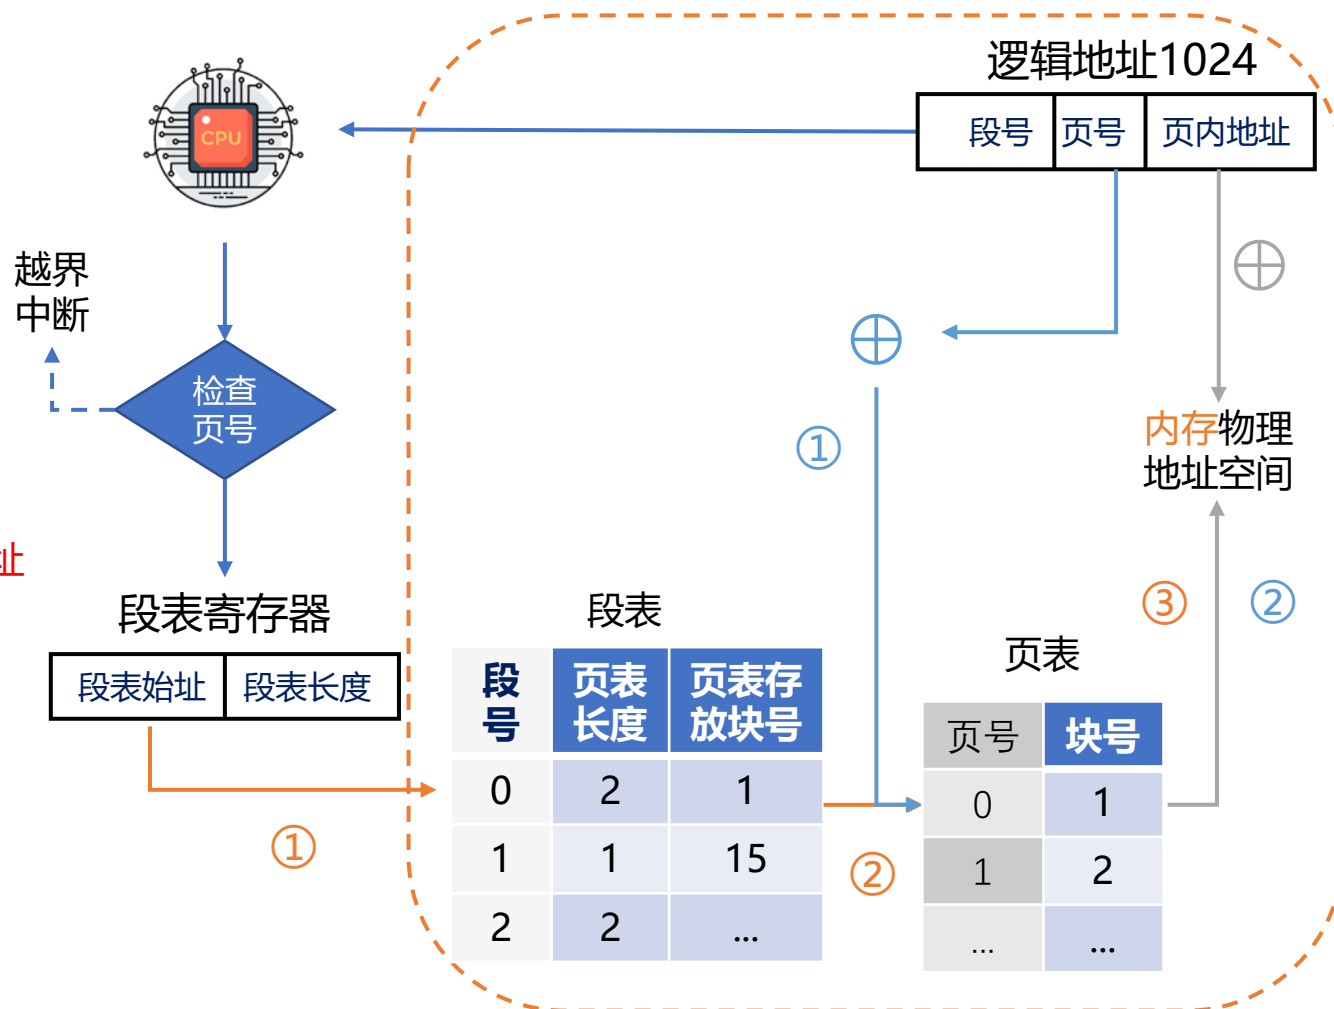 逻辑地址1024
段号 页号 页内地址
CPU
越界
中断
检查
页号
①
内存物理
地址空间
址
段表寄存器
段表始址 段表长度
①
段表
段号 页表长度 页表存放块号
0 2 1
1 1 15
2 2 ...
②
③ ②
页表
页号 块号
0 1
1 2
... ...